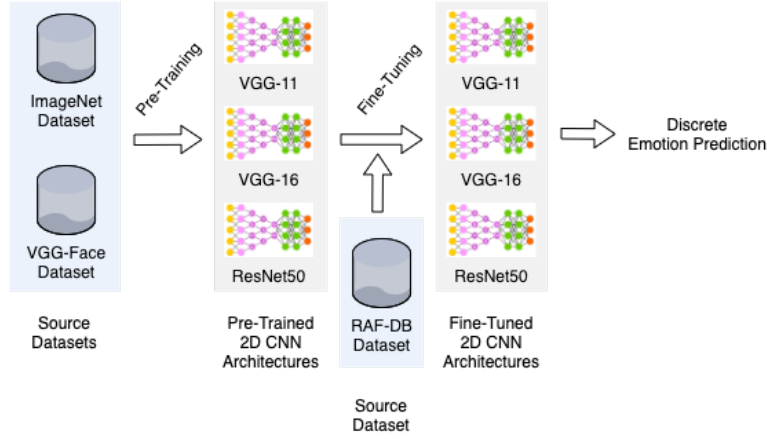 ImageNet
Dataset
VGG-Face
Dataset
Source
Datasets
Pre-Training
VGG-11
VGG-16
ResNet50
Pre-Trained
2D CNN
Architectures
Fine-Tuning
RAF-DB
Dataset
Source
Dataset
VGG-11
VGG-16
ResNet50
Fine-Tuned
2D CNN
Architectures
Discrete
Emotion Prediction